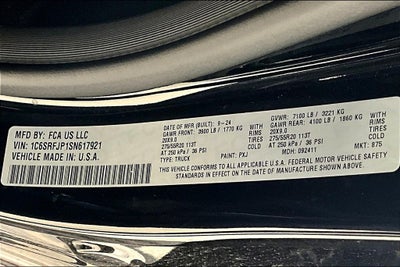 MFD BY: FCA US LLC
VIN: 1C6SRFJP1SN617921
VEHICLE MADE IN: U.S.A.
DATE OF MFR (BUILT): 9-24
GVWR: 7100 LB / 3221 KG
GAWR FRONT: 3900 LB / 1770 KG WITH
GAWR REAR: 4100 LB / 1860 KG WITH
20X9.0 RIMS
20X9.0 RIMS
275/55R20 113T TIRES
275/55R20 113T TIRES
AT 250 kPa / 36 PSI COLD
AT 250 kPa / 36 PSI COLD
TYPE: TRUCK PAINT: PXJ MDH: 092411 MKT: 875
THIS VEHICLE CONFORMS TO ALL APPLICABLE U.S.A. FEDERAL MOTOR VEHICLE
SAFETY STANDARDS IN EFFECT ON THE DATE OF MANUFACTURE SHOWN ABOVE.